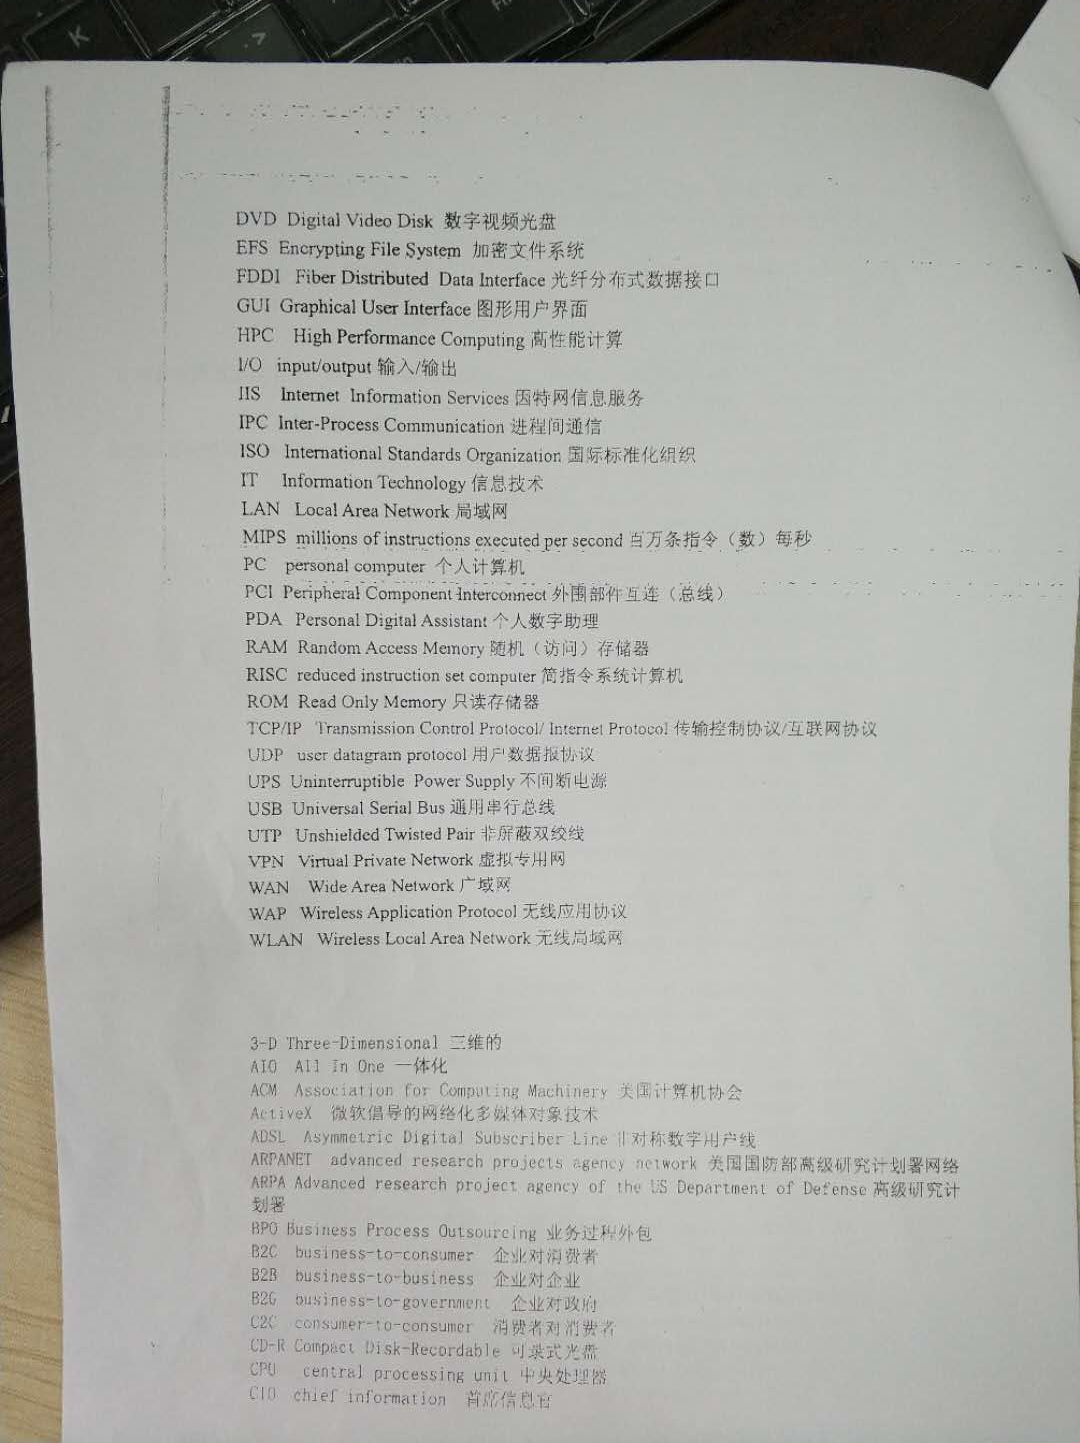 DVD Digital Video Disk 数字视频光盘
EFS Encrypting File System 加密文件系统
FDDI Fiber Distributed Data Interface 光纤分布式数据接口
GUI Graphical User Interface 图形用户界面
HPC High Performance Computing 高性能计算
I/O input/output 输入/输出
IIS Internet Information Services 因特网信息服务
IPC Inter-Process Communication 进程间通信
ISO International Standards Organization 国际标准化组织
IT Information Technology 信息技术
LAN Local Area Network 局域网
MIPS millions of instructions executed per second 百万条指令（数）每秒
PC personal computer 个人计算机
PCI Peripheral Component Interconnect 外围部件互连（总线）
PDA Personal Digital Assistant 个人数字助理
RAM Random Access Memory 随机（访问）存储器
RISC reduced instruction set computer 简指令系统计算机
ROM Read Only Memory 只读存储器
TCP/IP Transmission Control Protocol/ Internet Protocol 传输控制协议/互联网协议
UDP user datagram protocol 用户数据报协议
UPS Uninterruptible Power Supply 不间断电源
USB Universal Serial Bus 通用串行总线
UTP Unshielded Twisted Pair 非屏蔽双绞线
VPN Virtual Private Network 虚拟专用网
WAN Wide Area Network 广域网
WAP Wireless Application Protocol 无线应用协议
WLAN Wireless Local Area Network 无线局域网
3-D Three-Dimensional 三维的
AIO All In One 一体化
ACM Association for Computing Machinery 美国计算机协会
ActiveX 微软倡导的网络化多媒体对象技术
ADSL Asymmetric Digital Subscriber Line 非对称数字用户线
ARPANET advanced research projects agency network 美国国防部高级研究计划署网络
ARPA Advanced research project agency of the US Department of Defense 高级研究计
划署
BPO Business Process Outsourcing 业务过程外包
B2C business-to-consumer 企业对消费者
B2B business-to-business 企业对企业
B2G business-to-government 企业对政府
C2C consumer-to-consumer 消费者对消费者
CD-R Compact Disk-Recordable 可录式光盘
CPU central processing unit 中央处理器
CIO chief information 首席信息官